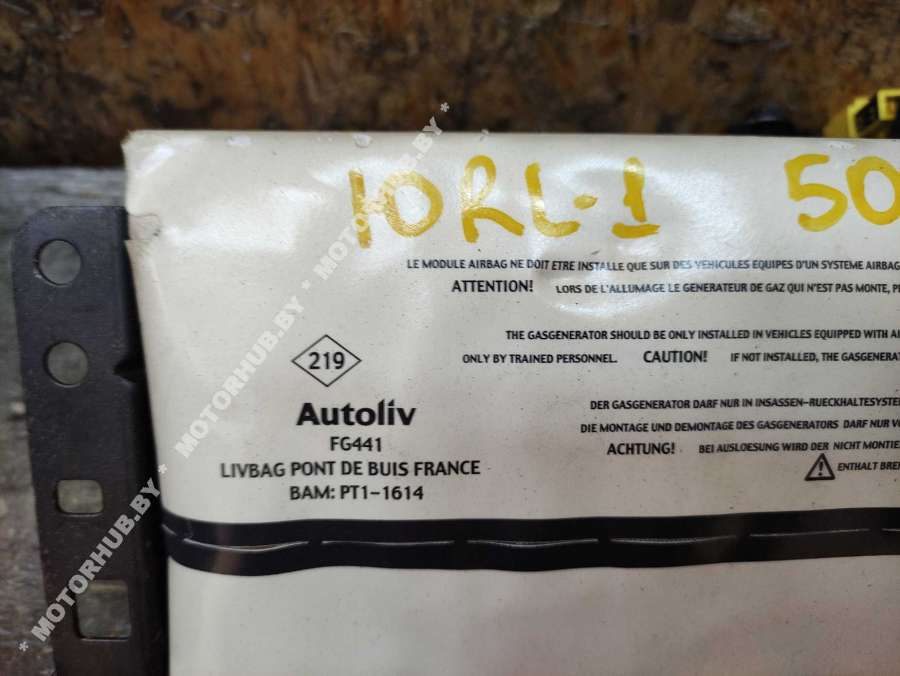 10RL-1 50
LE MODULE AIRBAG NE DOIT ETRE INSTALLE QUE SUR DES VEHICULES EQUIPES D'UN SYSTEME AIRBAG
ATTENTION! LORS DE L'ALLUMAGE LE GENERATEUR DE GAZ QUI N'EST PAS MONTE,
THE GASGENERATOR SHOULD BE ONLY INSTALLED IN VEHICLES EQUIPPED WITH
ONLY BY TRAINED PERSONNEL. CAUTION! IF NOT INSTALLED, THE GASGENERAT
219
Autoliv
FG441
LIVBAG PONT DE BUIS FRANCE
BAM: PT1-1614
DER GASGENERATOR DARF NUR IN INSASSEN-RUECKHALTESYSTEME
DIE MONTAGE UND DEMONTAGE DES GASGENERATORS DARF NUR
ACHTUNG! BEI AUSLOESUNG WIRD DER NICHT MONTIE
ENTHALT BRE
* MOTORHUB.BY * MOTORHUB.BY * MOTORHUB.BY * MOTORHUB.BY *